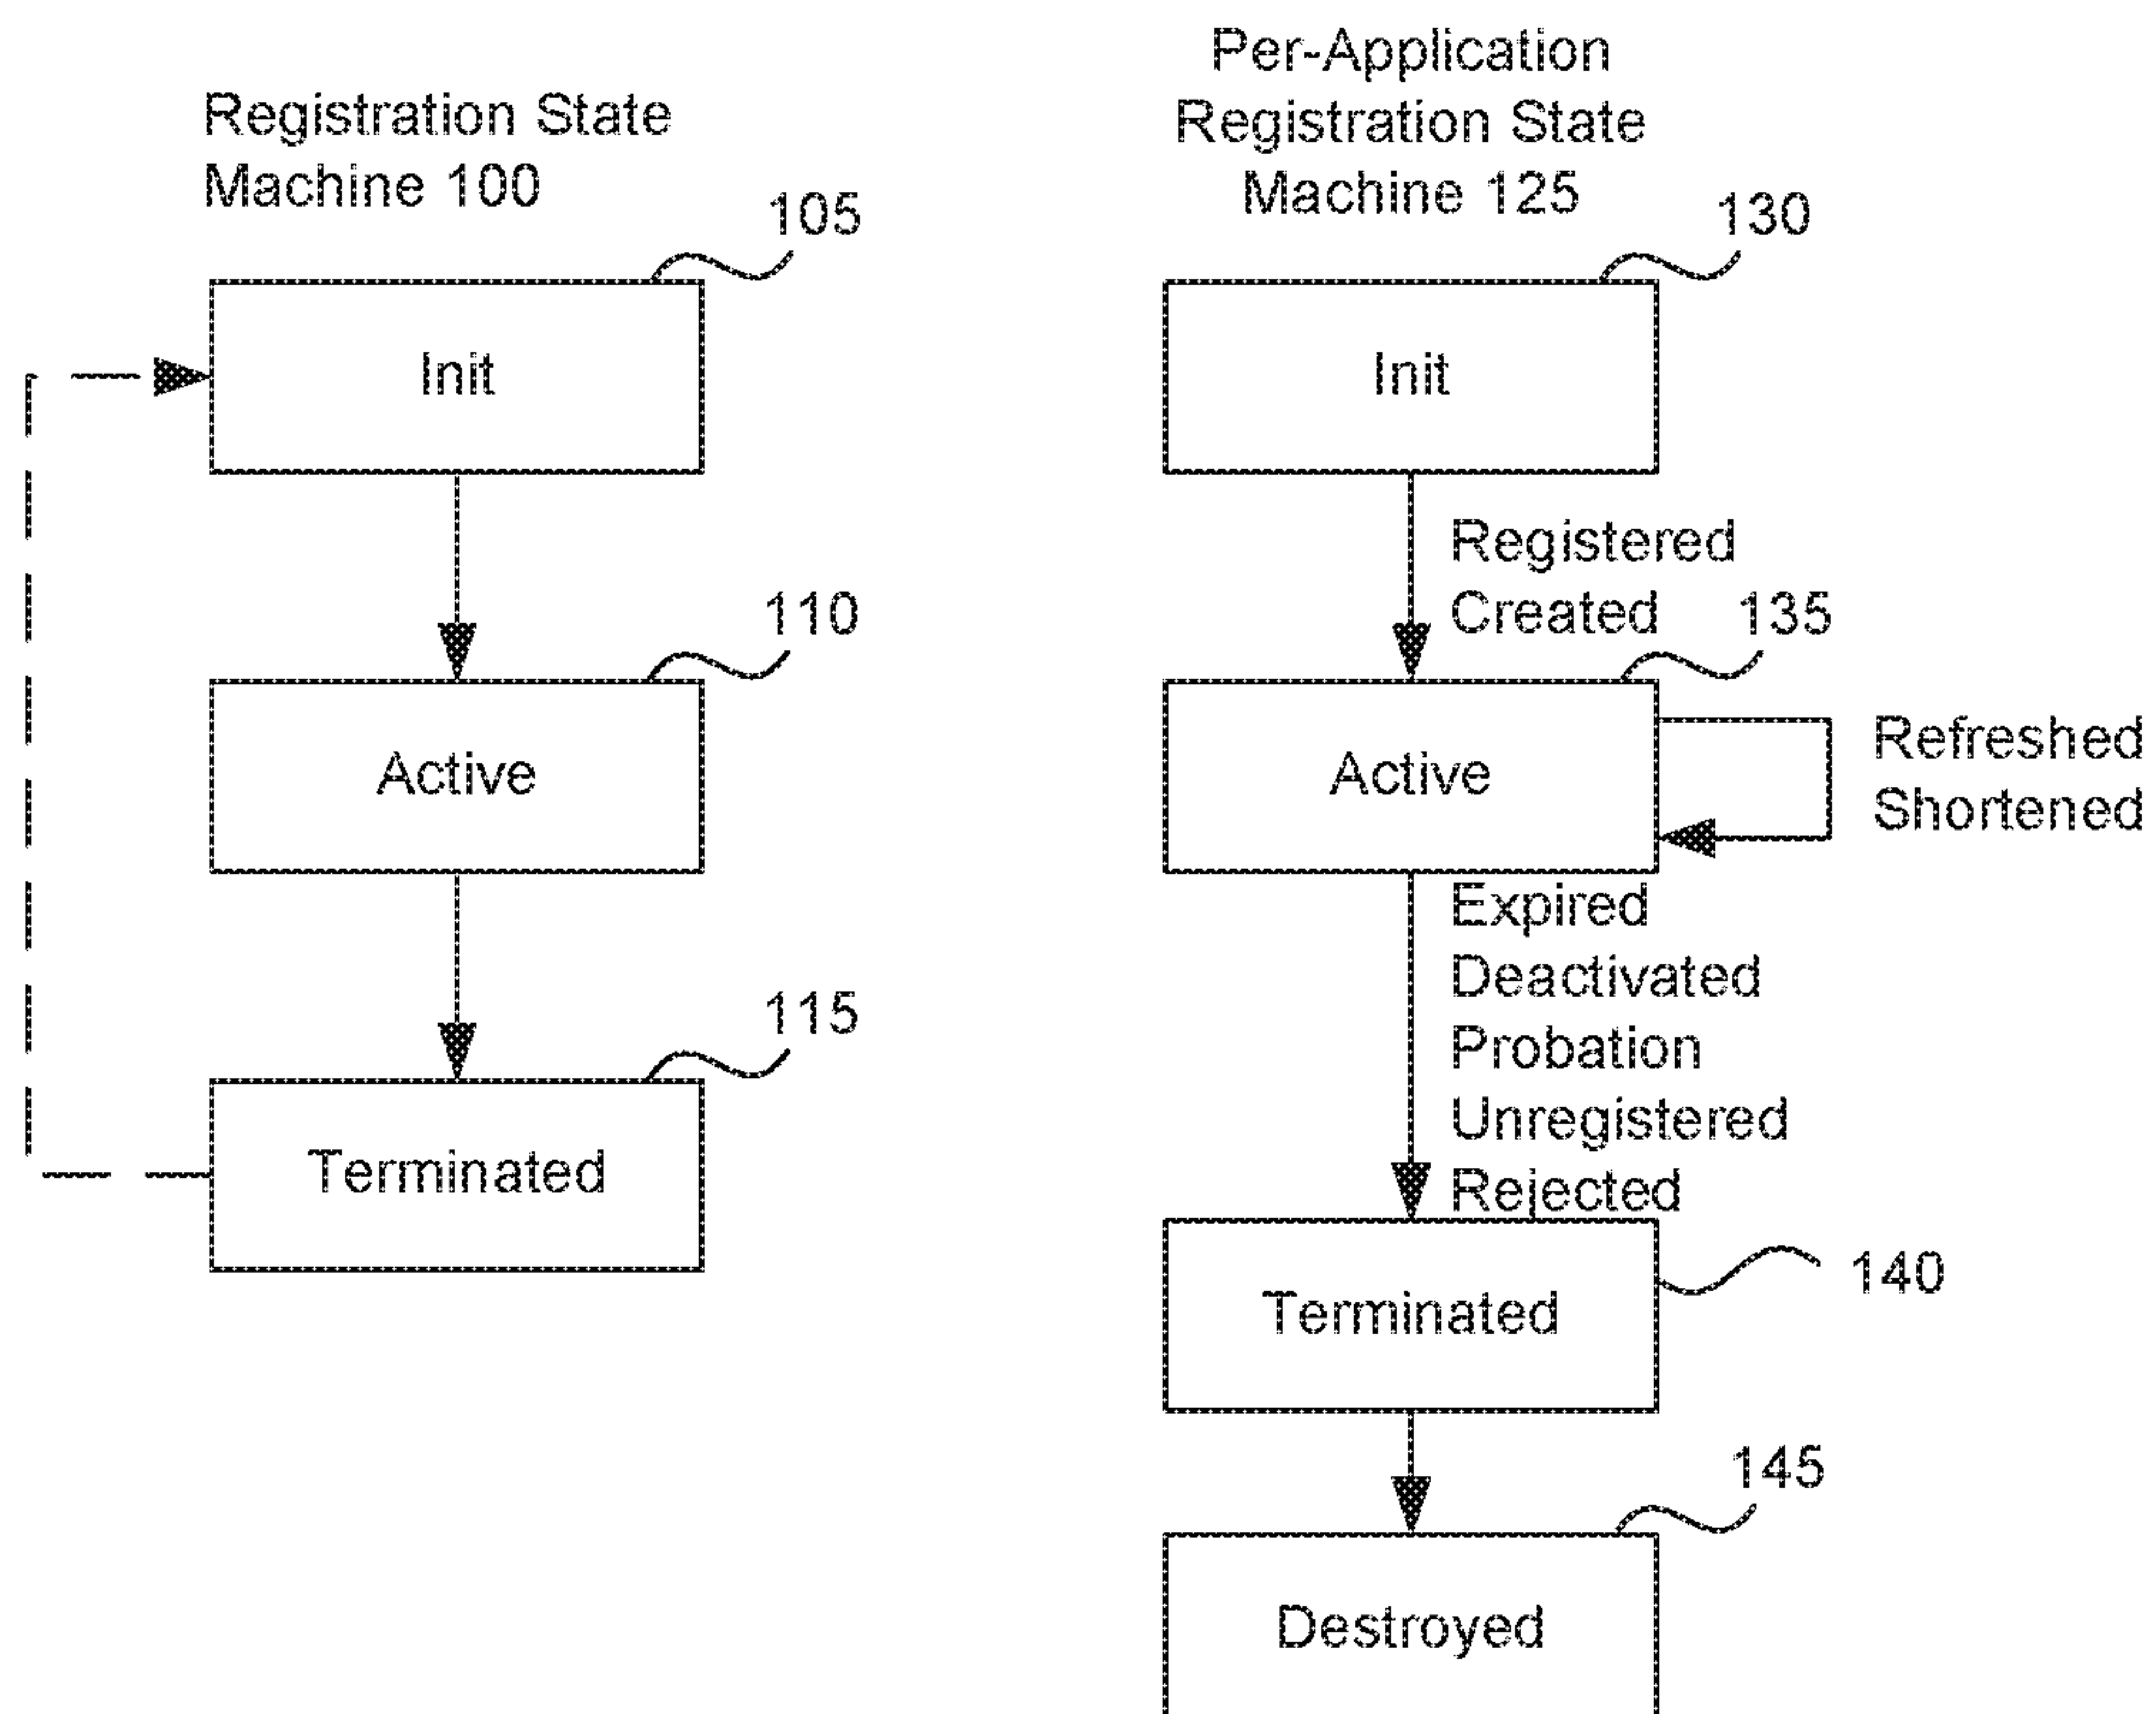 Registration State
Machine 100
105
Init
110
Active
115
Terminated
Per-Application
Registration State
Machine 125
130
Init
Registered
Created
135
Active
Refreshed
Shortened
Expired
Deactivated
Probation
Unregistered
Rejected
Terminated
140
145
Destroyed